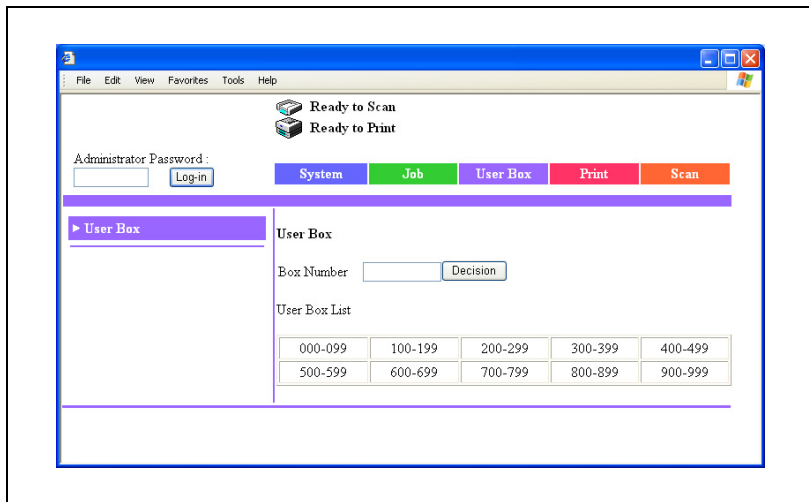 File Edit View Favorites Tools Help
Ready to Scan
Ready to Print
Administrator Password :
Log-in
System Job User Box Print Scan
User Box
User Box
Box Number Decision
User Box List
000-099 100-199 200-299 300-399 400-499
500-599 600-699 700-799 800-899 900-999